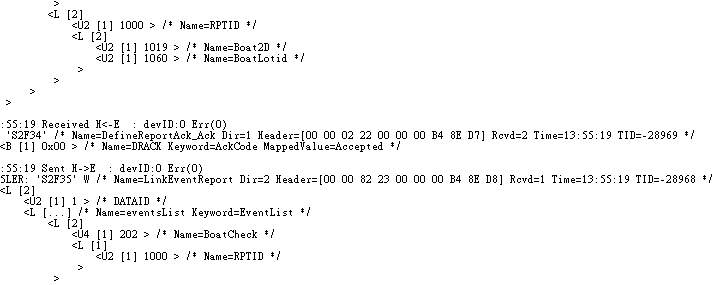 >
<L [2]
<U2 [1] 1000 > /* Name=RPTID */
<L [2]
<U2 [1] 1019 > /* Name=Boat2D */
<U2 [1] 1060 > /* Name=BoatLotid */
>
>
>
>
:55:19 Received H<-E  : devID:0 Err(0)
'S2F34' /* Name=DefineReportAck_Ack Dir=1 Header=[00 00 02 22 00 00 00 B4 8E D7] Rcvd=2 Time=13:55:19 TID=-28969 */
<B [1] 0x00 > /* Name=DRACK Keyword=AckCode MappedValue=Accepted */
:55:19 Sent H->E  : devID:0 Err(0)
SLER: 'S2F35' W /* Name=LinkEventReport Dir=2 Header=[00 00 82 23 00 00 00 B4 8E D8] Rcvd=1 Time=13:55:19 TID=-28968 */
<L [2]
<U2 [1] 1 > /* DATAID */
<L [...] /* Name=eventsList Keyword=EventList */
<L [2]
<U4 [1] 202 > /* Name=BoatCheck */
<L [1]
<U2 [1] 1000 > /* Name=RPTID */
>
>